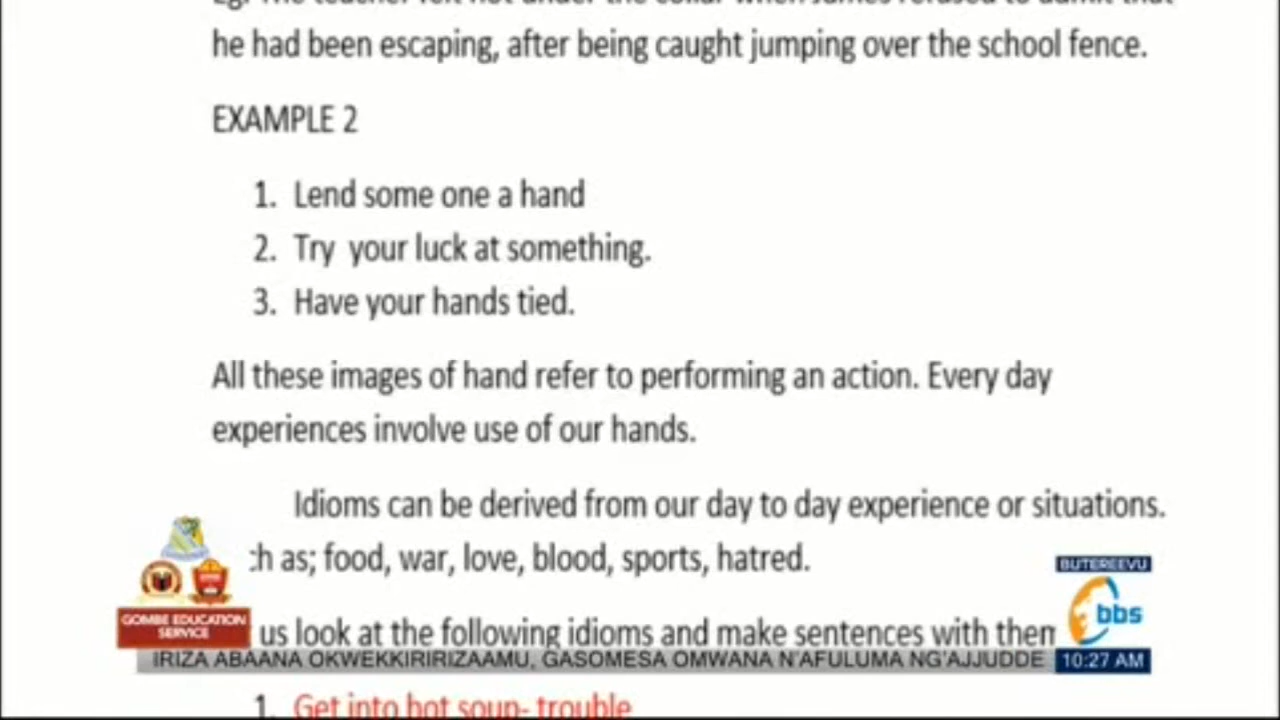 he had been escaping, after being caught jumping over the school fence.
EXAMPLE 2
1. Lend some one a hand
2. Try your luck at something.
3. Have your hands tied.
All these images of hand refer to performing an action. Every day
experiences involve use of our hands.
Idioms can be derived from our day to day experience or situations.
as; food, war, love, blood, sports, hatred.
us look at the following idioms and make sentences with
1. Get into hot soup- trouble
GOMBE EDUCATION
SERVICE
BUTEREEVU
bbs
IRIZA ABAANA OKWEKKIRIRIZAAMU, GASOMESA OMWANA N'AFULUMA NG'AJJUDDE
10:27 AM